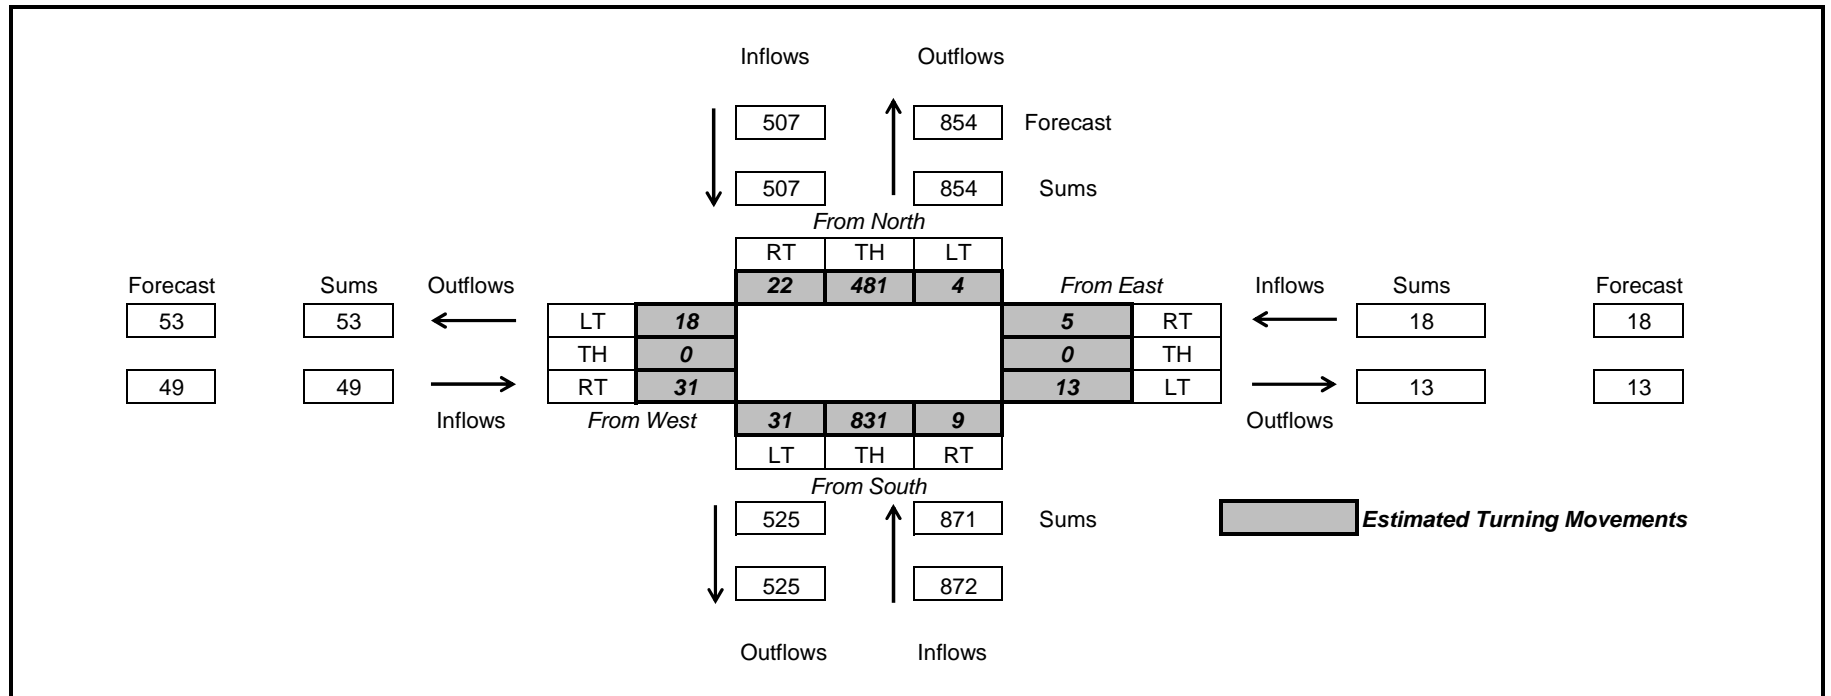 Inflows Outflows
507 854 Forecast
507 854 Sums
From North
RT TH LT
Forecast Sums Outflows 22 481 4 From East Inflows Sums Forecast
53 53 LT 18 5 RT 18 18
TH 0 0 TH
49 49 RT 31 13 LT 13 13
Inflows From West 31 831 9 Outflows
LT TH RT
From South
525 871 Sums Estimated Turning Movements
525 872
Outflows Inflows